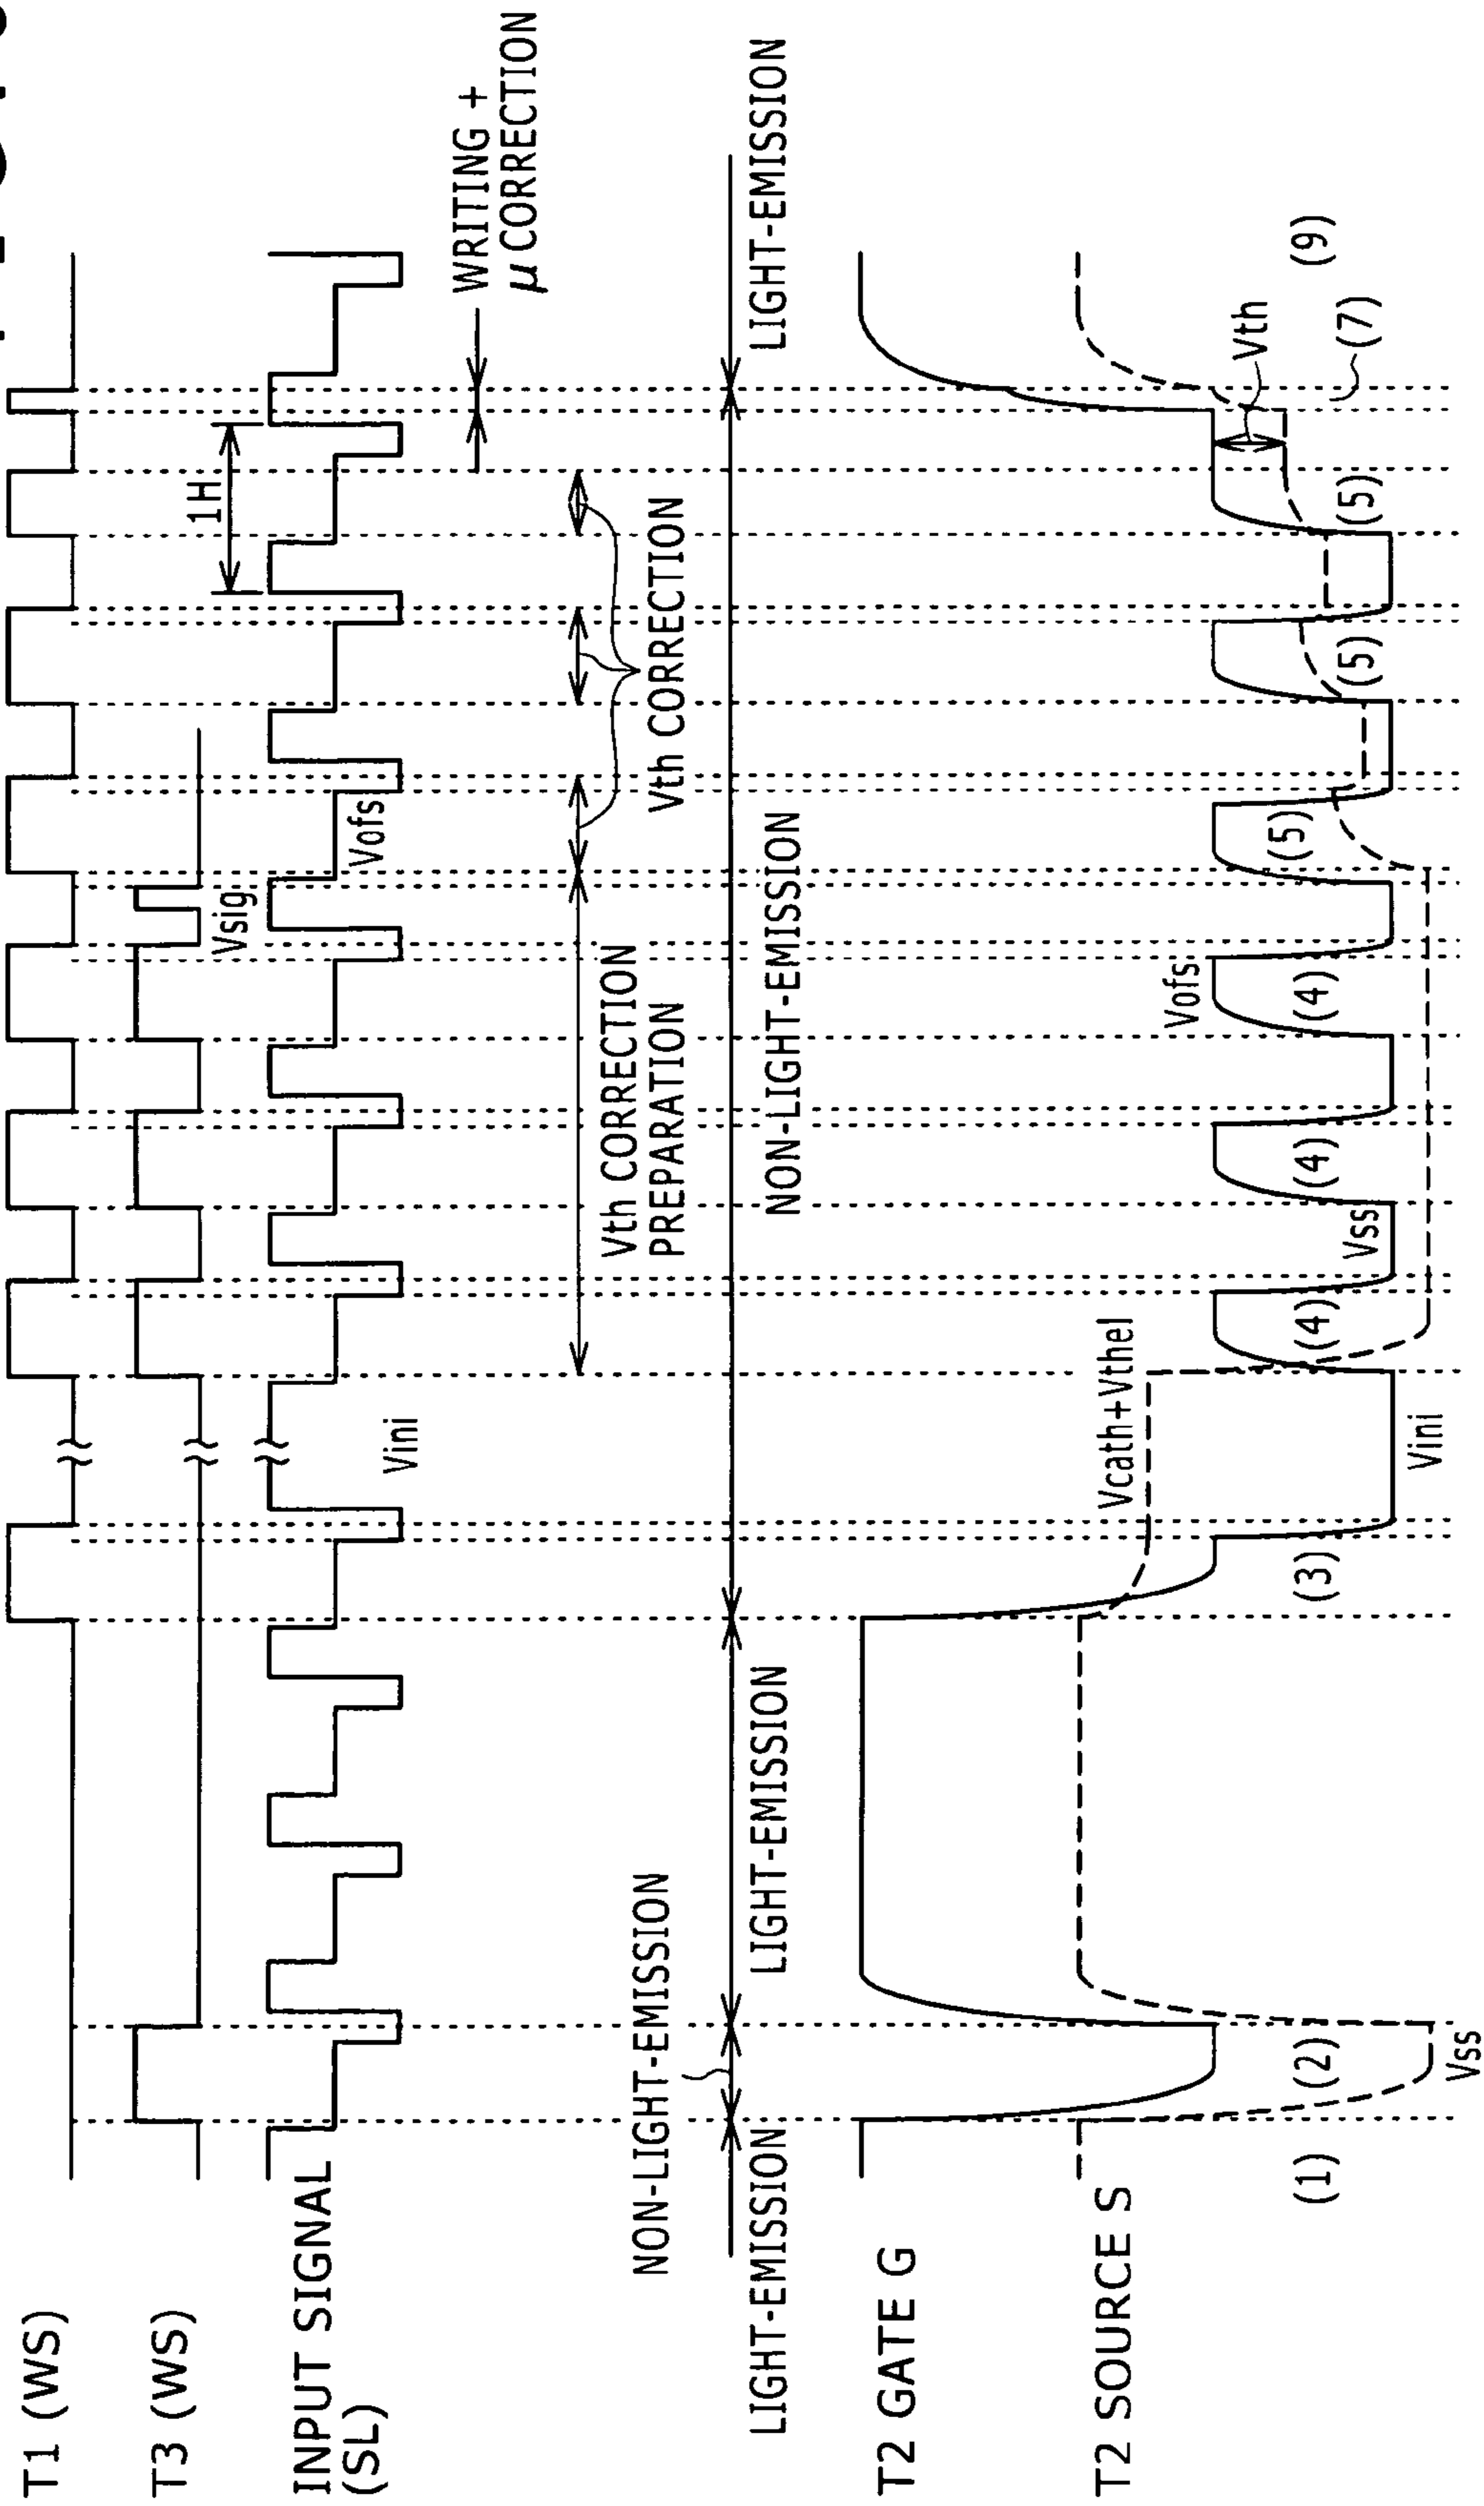 T1 (WS)
T3 (WS)
Vsig
INPUT SIGNAL
(SL)
Vini
Vofs
1H
WRITING +
μ CORRECTION
Vth CORRECTION
PREPARATION
Vth CORRECTION
NON-LIGHT-EMISSION
LIGHT-EMISSION
LIGHT-EMISSION
NON-LIGHT-EMISSION
LIGHT-EMISSION
T2 GATE G
T2 SOURCE S
Vcath+Vthel
Vofs
Vth
(1)
(2)
(3)
(4)
(4)
(4)
(5)
(5)
(5)
(7)
(9)
Vss
Vini
Vss